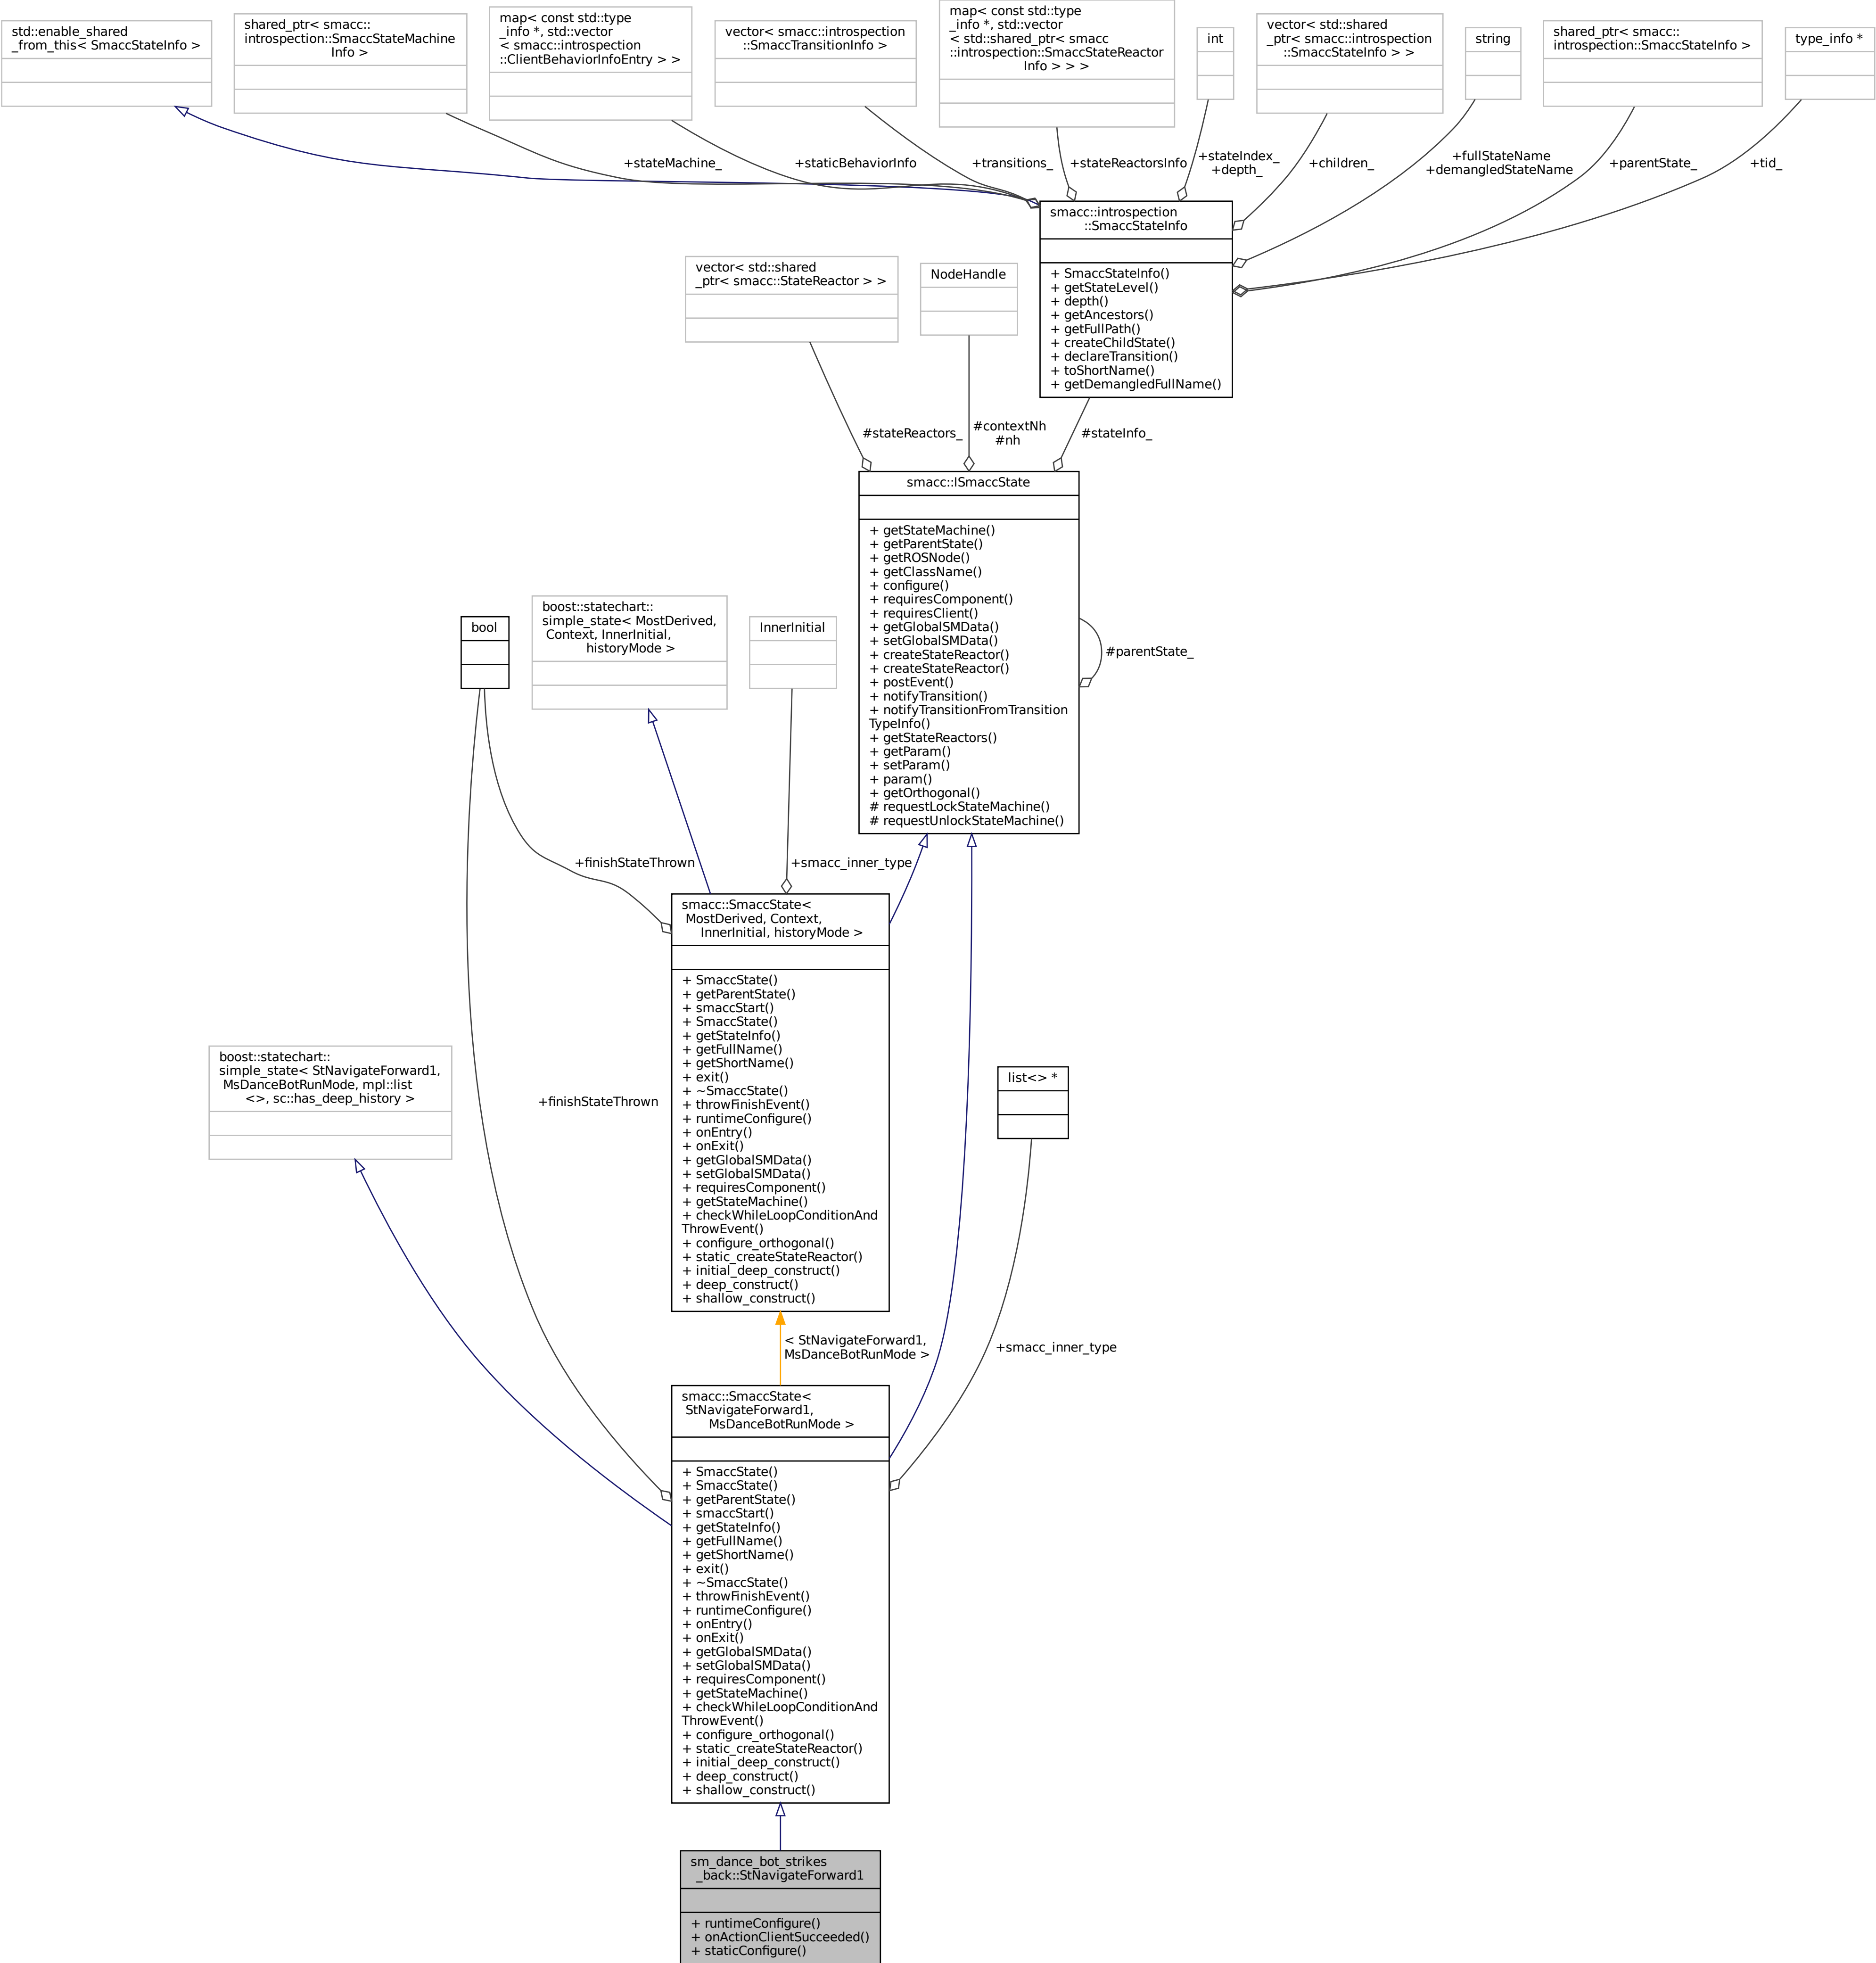 std::enable_shared
_from_this< SmaccStateInfo >
shared_ptr< smacc::
introspection::SmaccStateMachine
Info >
map< const std::type
_info *, std::vector
< smacc::introspection
::ClientBehaviorInfoEntry > >
vector< smacc::introspection
::SmaccTransitionInfo >
map< const std::type
_info *, std::vector
< std::shared_ptr< smacc
::introspection::SmaccStateReactor
Info > > >
int
vector< std::shared
_ptr< smacc::introspection
::SmaccStateInfo > >
string
shared_ptr< smacc::
introspection::SmaccStateInfo >
type_info *
+stateMachine_
+staticBehaviorInfo
+transitions_
+stateReactorsInfo
+stateIndex_
+depth_
+children_
+fullStateName
+demangledStateName
+parentState_
+tid_
smacc::introspection
::SmaccStateInfo
+ SmaccStateInfo()
+ getStateLevel()
+ depth()
+ getAncestors()
+ getFullPath()
+ createChildState()
+ declareTransition()
+ toShortName()
+ getDemangledFullName()
vector< std::shared
_ptr< smacc::StateReactor > >
NodeHandle
#stateReactors_
#contextNh
#nh
#stateInfo_
smacc::ISmaccState
+ getStateMachine()
+ getParentState()
+ getROSNode()
+ getClassName()
+ configure()
+ requiresComponent()
+ requiresClient()
+ getGlobalSMData()
+ setGlobalSMData()
+ createStateReactor()
+ createStateReactor()
+ postEvent()
+ notifyTransition()
+ notifyTransitionFromTransition
TypeInfo()
+ getStateReactors()
+ getParam()
+ setParam()
+ param()
+ getOrthogonal()
# requestLockStateMachine()
# requestUnlockStateMachine()
#parentState_
bool
boost::statechart::
simple_state< MostDerived,
Context, InnerInitial,
historyMode >
InnerInitial
+finishStateThrown
+smacc_inner_type
smacc::SmaccState<
MostDerived, Context,
InnerInitial, historyMode >
+ SmaccState()
+ getParentState()
+ smaccStart()
+ SmaccState()
+ getStateInfo()
+ getFullName()
+ getShortName()
+ exit()
+ ~SmaccState()
+ throwFinishEvent()
+ runtimeConfigure()
+ onEntry()
+ onExit()
+ getGlobalSMData()
+ setGlobalSMData()
+ requiresComponent()
+ getStateMachine()
+ checkWhileLoopConditionAnd
ThrowEvent()
+ configure_orthogonal()
+ static_createStateReactor()
+ initial_deep_construct()
+ deep_construct()
+ shallow_construct()
boost::statechart::
simple_state< StNavigateForward1,
MsDanceBotRunMode, mpl::list
<>, sc::has_deep_history >
+finishStateThrown
list<> *
< StNavigateForward1,
MsDanceBotRunMode >
+smacc_inner_type
smacc::SmaccState<
StNavigateForward1,
MsDanceBotRunMode >
+ SmaccState()
+ SmaccState()
+ getParentState()
+ smaccStart()
+ getStateInfo()
+ getFullName()
+ getShortName()
+ exit()
+ ~SmaccState()
+ throwFinishEvent()
+ runtimeConfigure()
+ onEntry()
+ onExit()
+ getGlobalSMData()
+ setGlobalSMData()
+ requiresComponent()
+ getStateMachine()
+ checkWhileLoopConditionAnd
ThrowEvent()
+ configure_orthogonal()
+ static_createStateReactor()
+ initial_deep_construct()
+ deep_construct()
+ shallow_construct()
sm_dance_bot_strikes
_back::StNavigateForward1
+ runtimeConfigure()
+ onActionClientSucceeded()
+ staticConfigure()